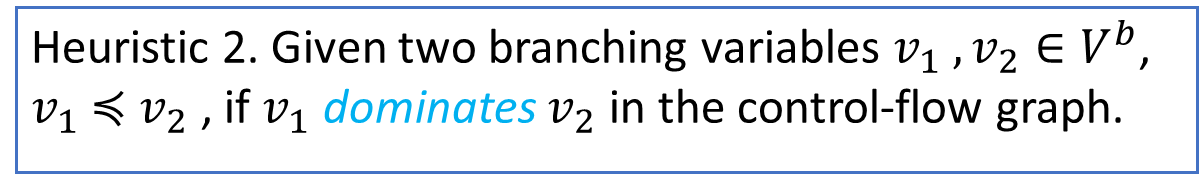 Heuristic 2. Given two branching variables 𝑣₁ , 𝑣₂ ∈ 𝑉ᵇ,
𝑣₁ ≼ 𝑣₂ , if 𝑣₁ dominates 𝑣₂ in the control-flow graph.